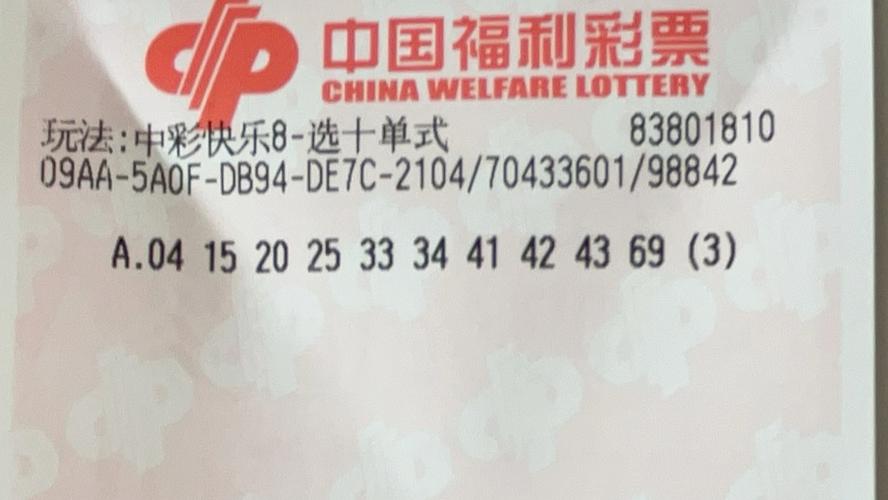 中国福利彩票
CHINA WELFARE LOTTERY
玩法:中彩快乐8-选十单式 83801810
09AA-5A0F-DB94-DE7C-2104/70433601/98842
A.04 15 20 25 33 34 41 42 43 69 (3)